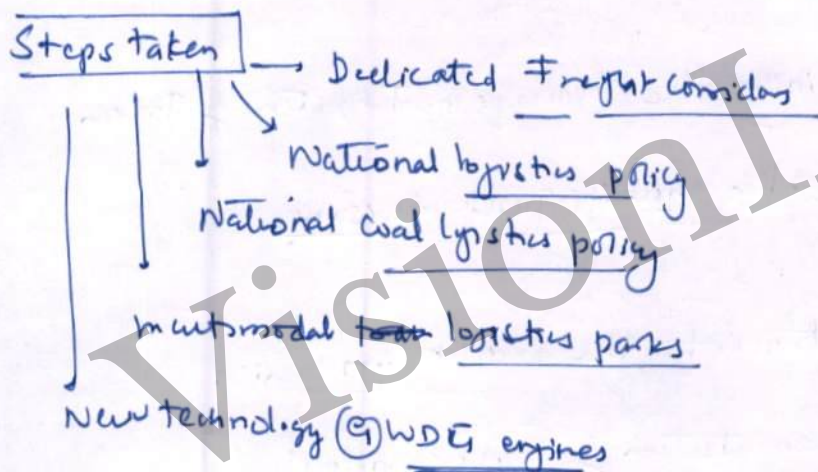 Steps taken → Dedicated Freight corridors
National logistics policy
National coal logistics policy
multimodal logistics parks
New technology eg WDG engines
VisionI